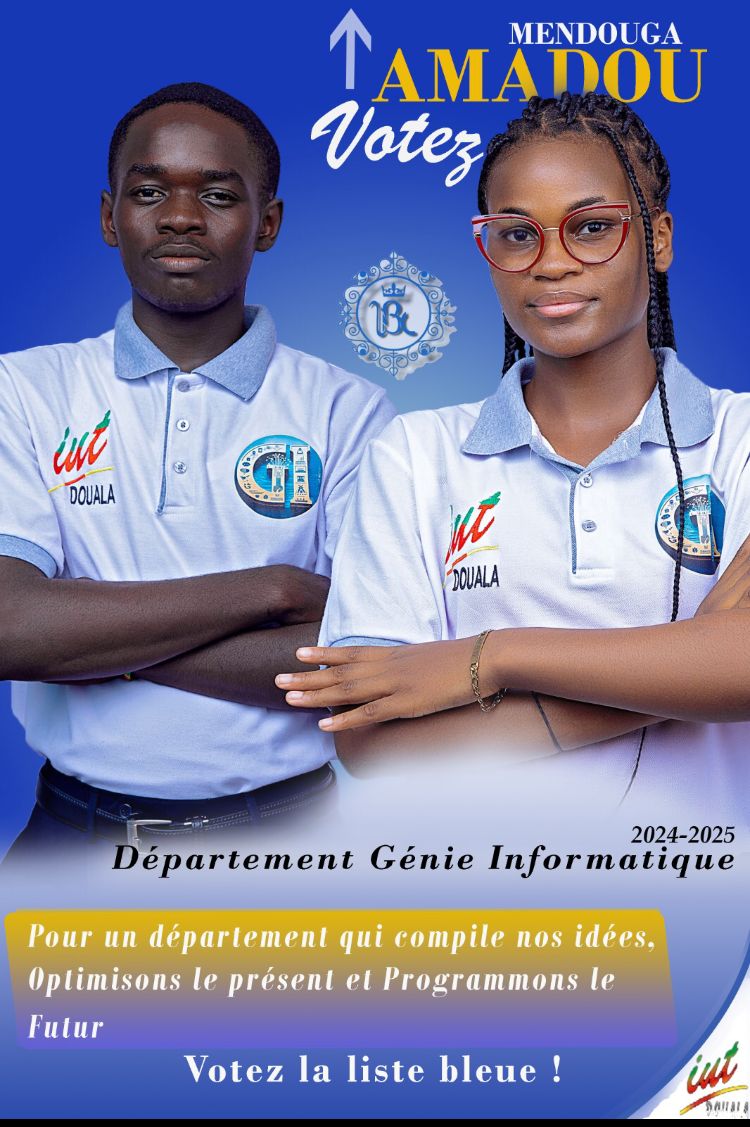 MENDOUGA
AMADOU
Votez
iut
DOUALA
GI
iut
DOUALA
2024-2025
Département Génie Informatique
Pour un département qui compile nos idées,
Optimisons le présent et Programmons le
Futur
Votez la liste bleue !
iut